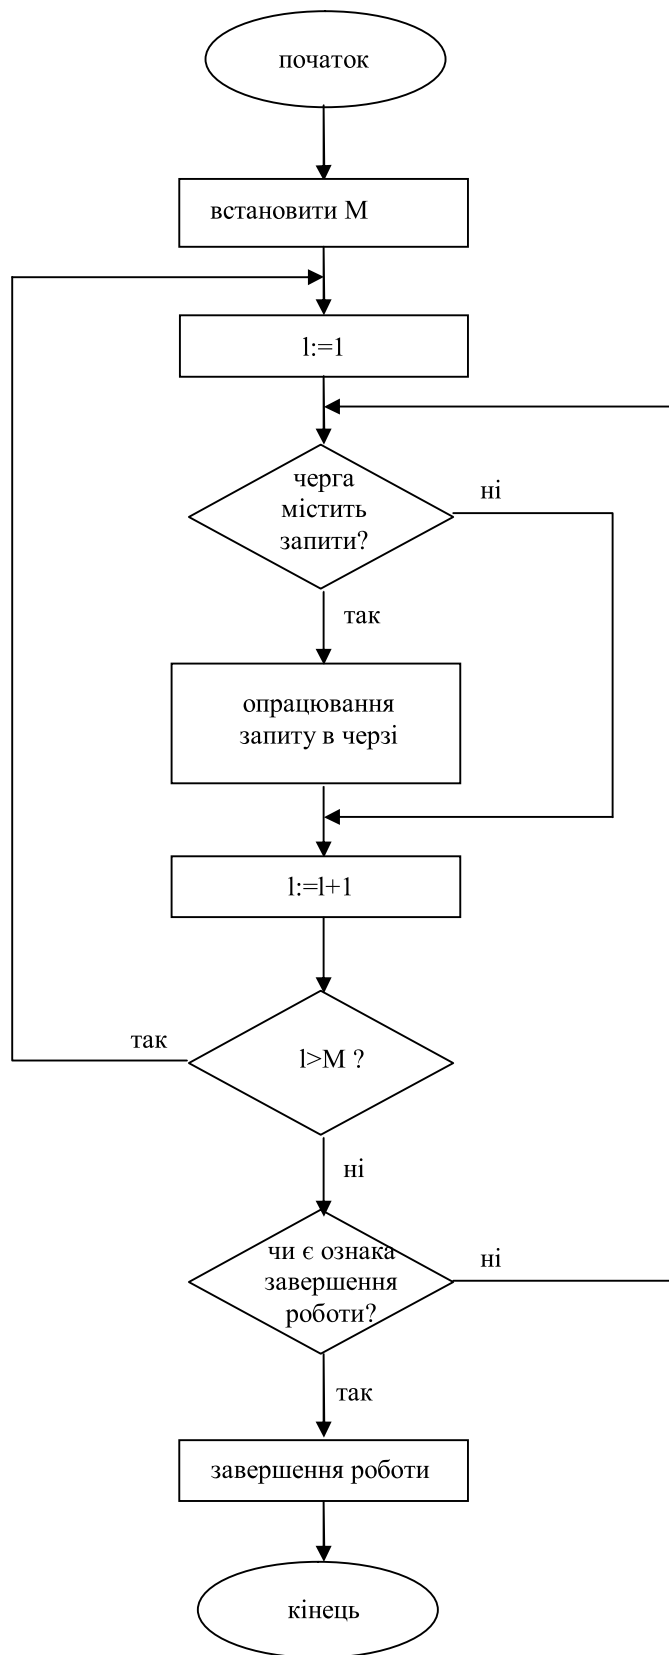 початок
встановити М
l:=1
черга
містить
запити?
ні
так
опрацювання
запиту в черзі
l:=l+1
так
l>M ?
ні
чи є ознака
завершення
роботи?
ні
так
завершення роботи
кінець